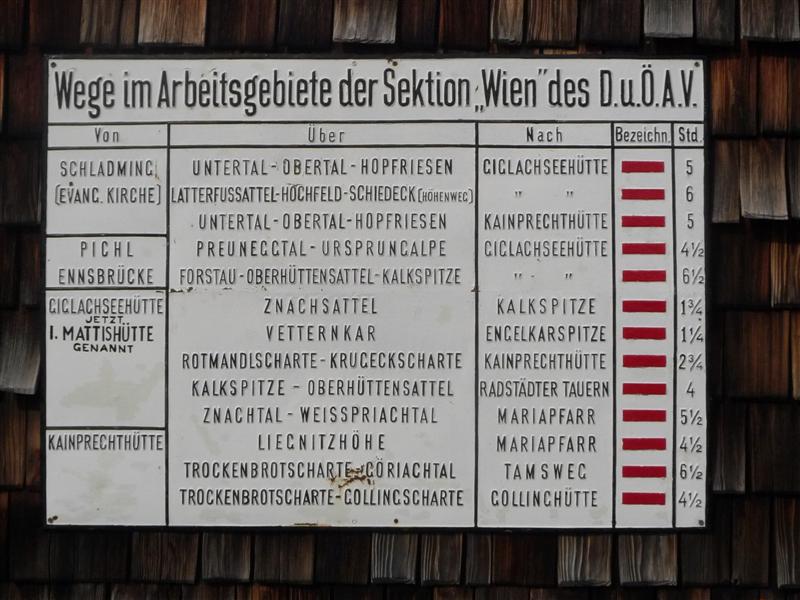 Wege im Arbeitsgebiete der Sektion „Wien” des D.u.Ö.A.V.
Von Über Nach Bezeichn. Std.
SCHLADMING UNTERTAL-OBERTAL-HOPFRIESEN GIGLACHSEEHÜTTE 5
(EVANG. KIRCHE) LATTERFUSSATTEL-HOCHFELD-SCHIEDECK (HÖHENWEG) " " 6
UNTERTAL-OBERTAL-HOPFRIESEN KAINPRECHTHÜTTE 5
PICHL PREUNEGGTAL-URSPRUNGALPE GIGLACHSEEHÜTTE 4½
ENNSBRÜCKE FORSTAU-OBERHÜTTENSATTEL-KALKSPITZE " " 6½
GIGLACHSEEHÜTTE ZNACHSATTEL KALKSPITZE 1¾
JETZT
I. MATTISHÜTTE VETTERNKAR ENGELKARSPITZE 1¼
GENANNT
ROTMANDLSCHARTE-KRUGECKSCHARTE KAINPRECHTHÜTTE 2¾
KALKSPITZE - OBERHÜTTENSATTEL RADSTÄDTER TAUERN 4
ZNACHTAL-WEISSPRIACHTAL MARIAPFARR 5½
KAINPRECHTHÜTTE LIEGNITZHÖHE MARIAPFARR 4½
TROCKENBROTSCHARTE-GÖRIACHTAL TAMSWEG 6½
TROCKENBROTSCHARTE-GOLLINGSCHARTE GOLLINGHÜTTE 4½